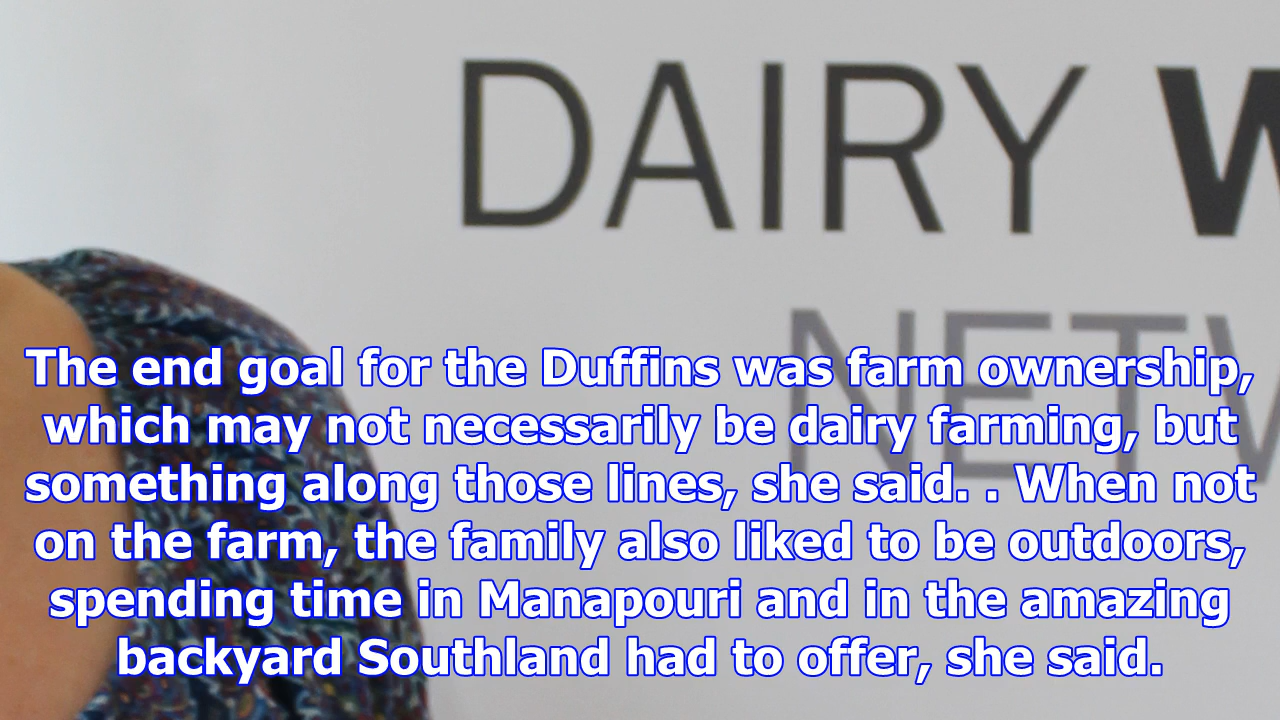 DAIRY W
NETW
The end goal for the Duffins was farm ownership,
which may not necessarily be dairy farming, but
something along those lines, she said. . When not
on the farm, the family also liked to be outdoors,
spending time in Manapouri and in the amazing
backyard Southland had to offer, she said.